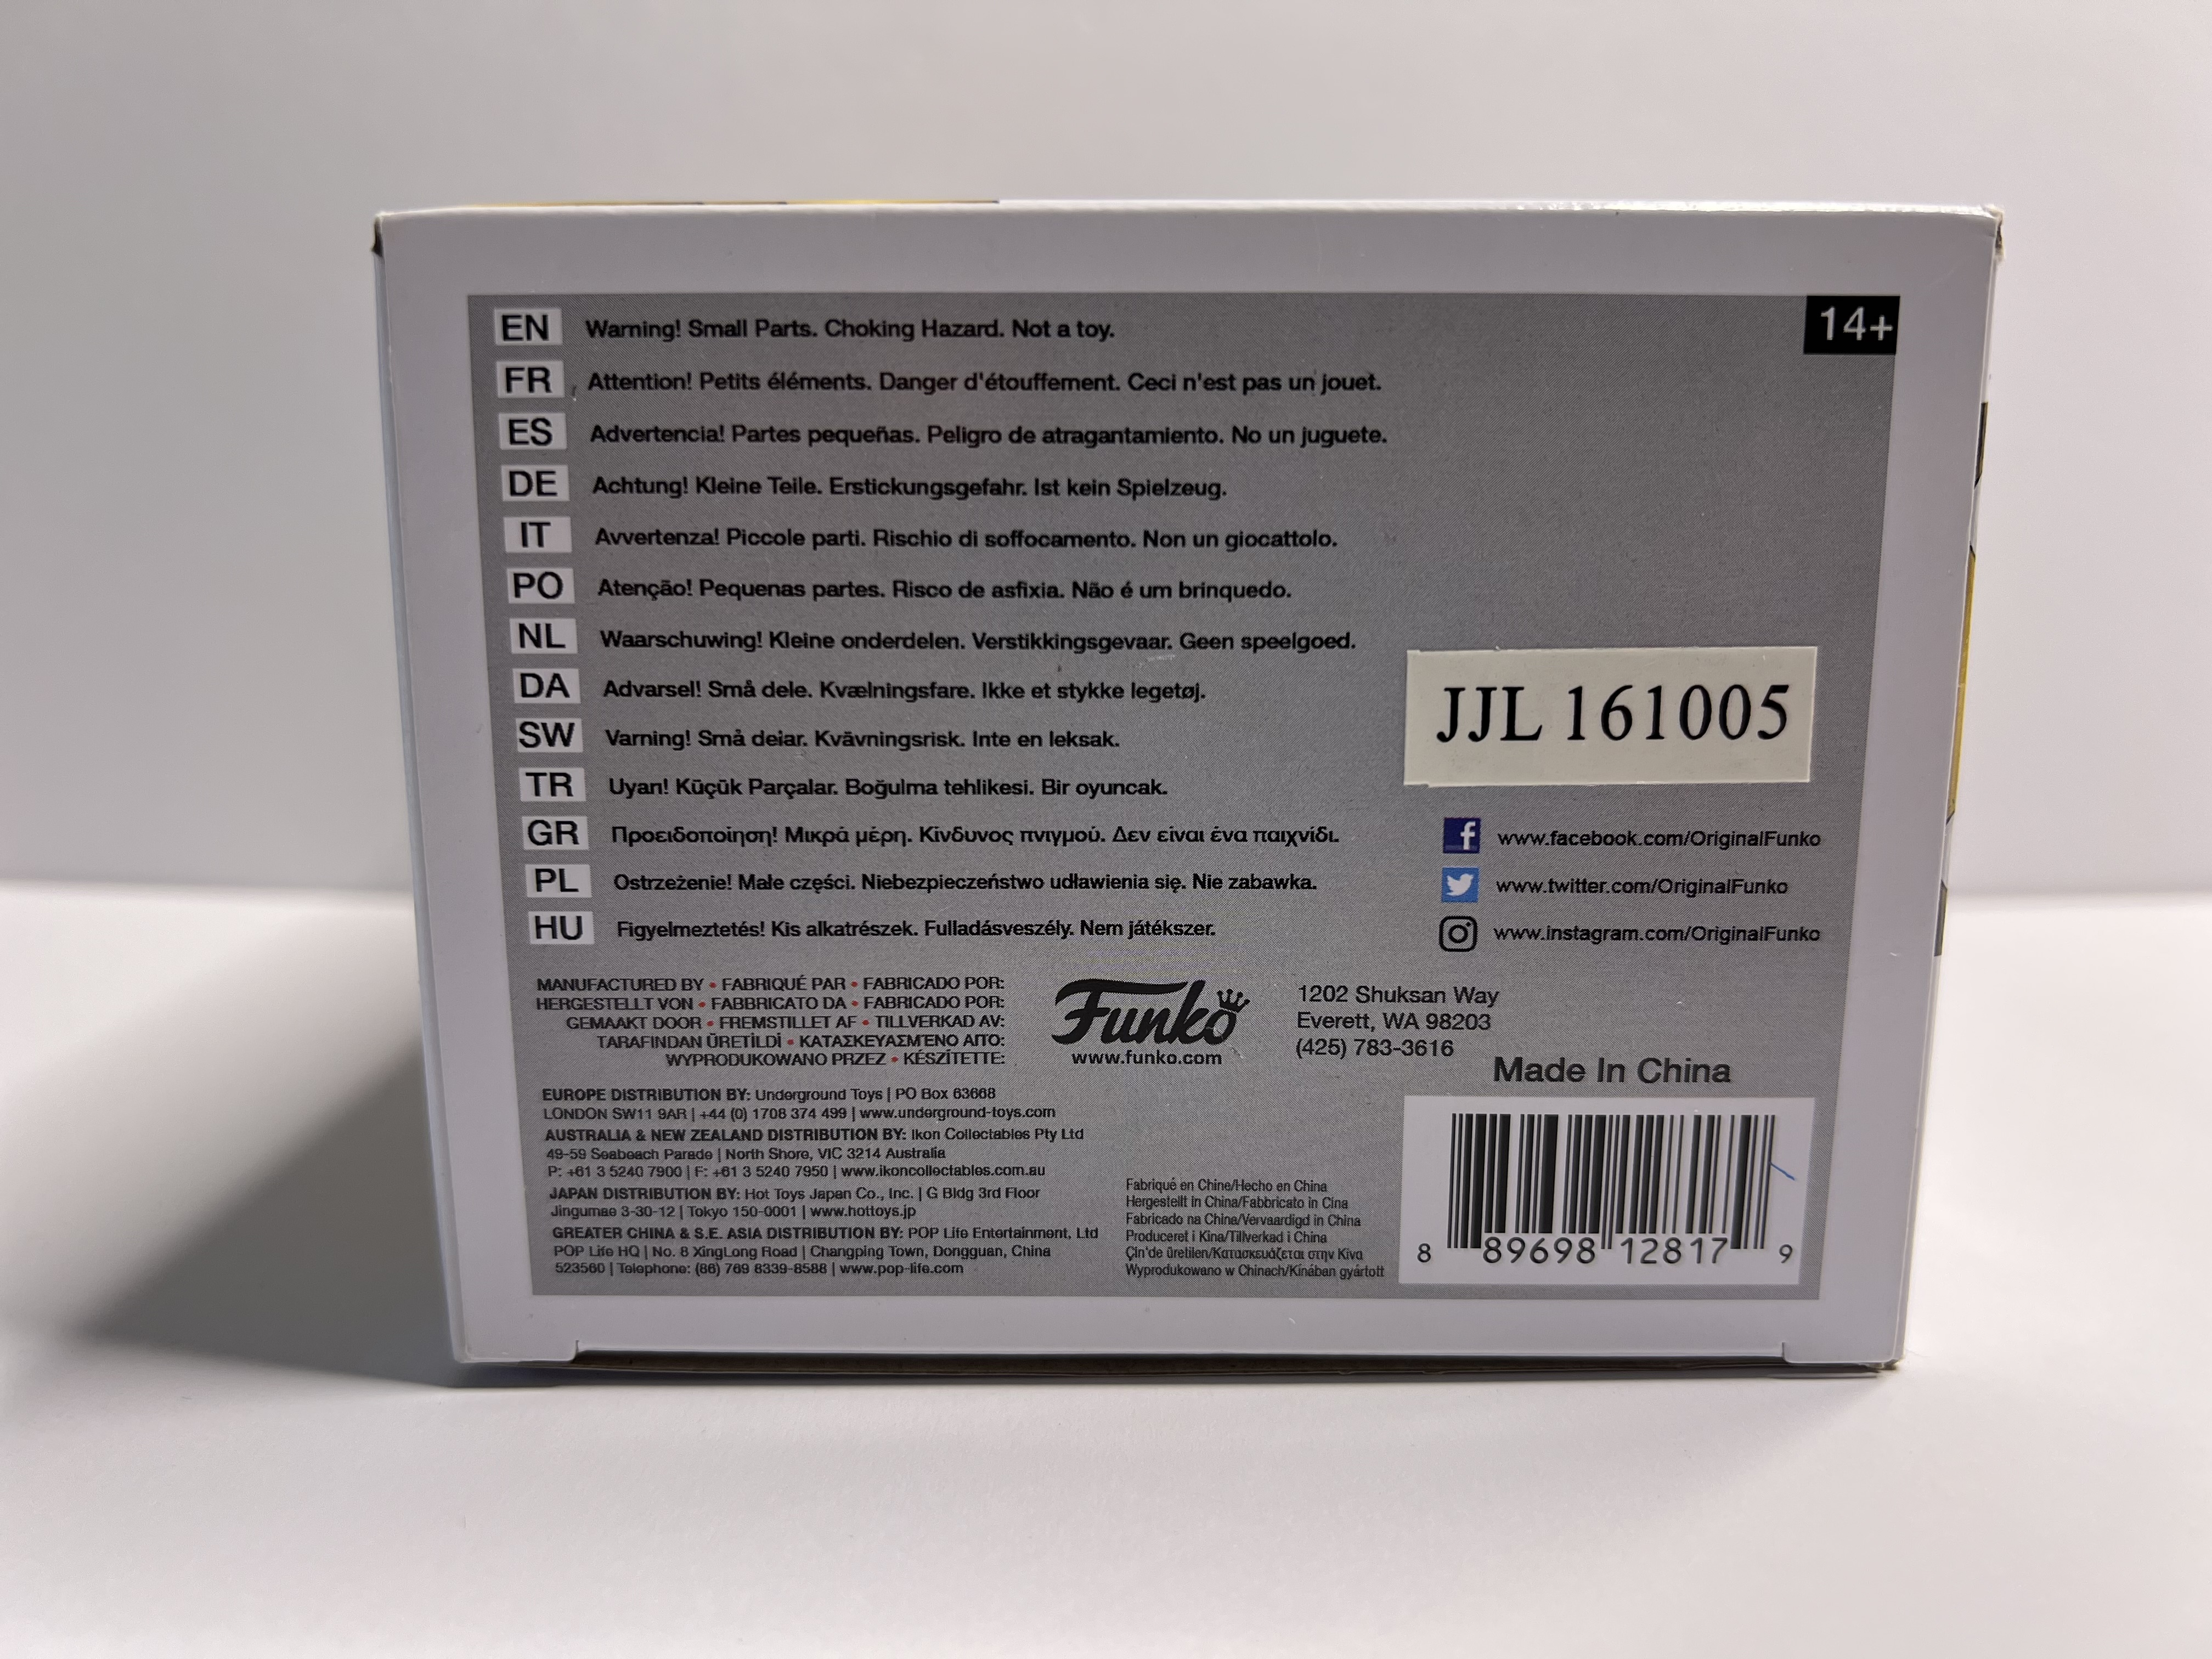 EN Warning! Small Parts. Choking Hazard. Not a toy.
14+
FR Attention! Petits éléments. Danger d'étouffement. Ceci n'est pas un jouet.
ES Advertencia! Partes pequeñas. Peligro de atragantamiento. No un juguete.
DE Achtung! Kleine Teile. Erstickungsgefahr. Ist kein Spielzeug.
IT Avvertenza! Piccole parti. Rischio di soffocamento. Non un giocattolo.
PO Atenção! Pequenas partes. Risco de asfixia. Não é um brinquedo.
NL Waarschuwing! Kleine onderdelen. Verstikkingsgevaar. Geen speelgoed.
DA Advarsel! Små dele. Kvælningsfare. Ikke et stykke legetøj.
SW Varning! Små delar. Kvävningsrisk. Inte en leksak.
TR Uyarı! Küçük Parçalar. Boğulma tehlikesi. Bir oyuncak.
GR Προειδοποίηση! Μικρά μέρη. Κίνδυνος πνιγμού. Δεν είναι ένα παιχνίδι.
PL Ostrzeżenie! Małe części. Niebezpieczeństwo udławienia się. Nie zabawka.
HU Figyelmeztetés! Kis alkatrészek. Fulladásveszély. Nem játékszer.
JJL 161005
www.facebook.com/OriginalFunko
www.twitter.com/OriginalFunko
www.instagram.com/OriginalFunko
MANUFACTURED BY • FABRIQUÉ PAR • FABRICADO POR:
HERGESTELLT VON • FABBRICATO DA • FABRICADO POR:
GEMAAKT DOOR • FREMSTILLET AF • TILLVERKAD AV:
TARAFINDAN ÜRETİLDİ • ΚΑΤΑΣΚΕΥΑΣΜΈΝΟ ΑΠΌ:
WYPRODUKOWANO PRZEZ • KÉSZÍTETTE:
Funko
www.funko.com
1202 Shuksan Way
Everett, WA 98203
(425) 783-3616
Made In China
EUROPE DISTRIBUTION BY: Underground Toys | PO Box 63668
LONDON SW11 9AR | +44 (0) 1708 374 499 | www.underground-toys.com
AUSTRALIA & NEW ZEALAND DISTRIBUTION BY: Ikon Collectables Pty Ltd
49-59 Seabeach Parade | North Shore, VIC 3214 Australia
P: +61 3 5240 7900 | F: +61 3 5240 7950 | www.ikoncollectables.com.au
JAPAN DISTRIBUTION BY: Hot Toys Japan Co., Inc. | G Bldg 3rd Floor
Jingumae 3-30-12 | Tokyo 150-0001 | www.hottoys.jp
GREATER CHINA & S.E. ASIA DISTRIBUTION BY: POP Life Entertainment, Ltd
POP Life HQ | No. 8 XingLong Road | Changping Town, Dongguan, China
523560 | Telephone: (86) 769 8339-8588 | www.pop-life.com
Fabriqué en Chine/Hecho en China
Hergestellt in China/Fabbricato in Cina
Fabricado na China/Vervaardigd in China
Produceret i Kina/Tillverkad i China
Çin'de üretilen/Κατασκευάζεται στην Κίνα
Wyprodukowano w Chinach/Kínában gyártott
8 89698 12817 9